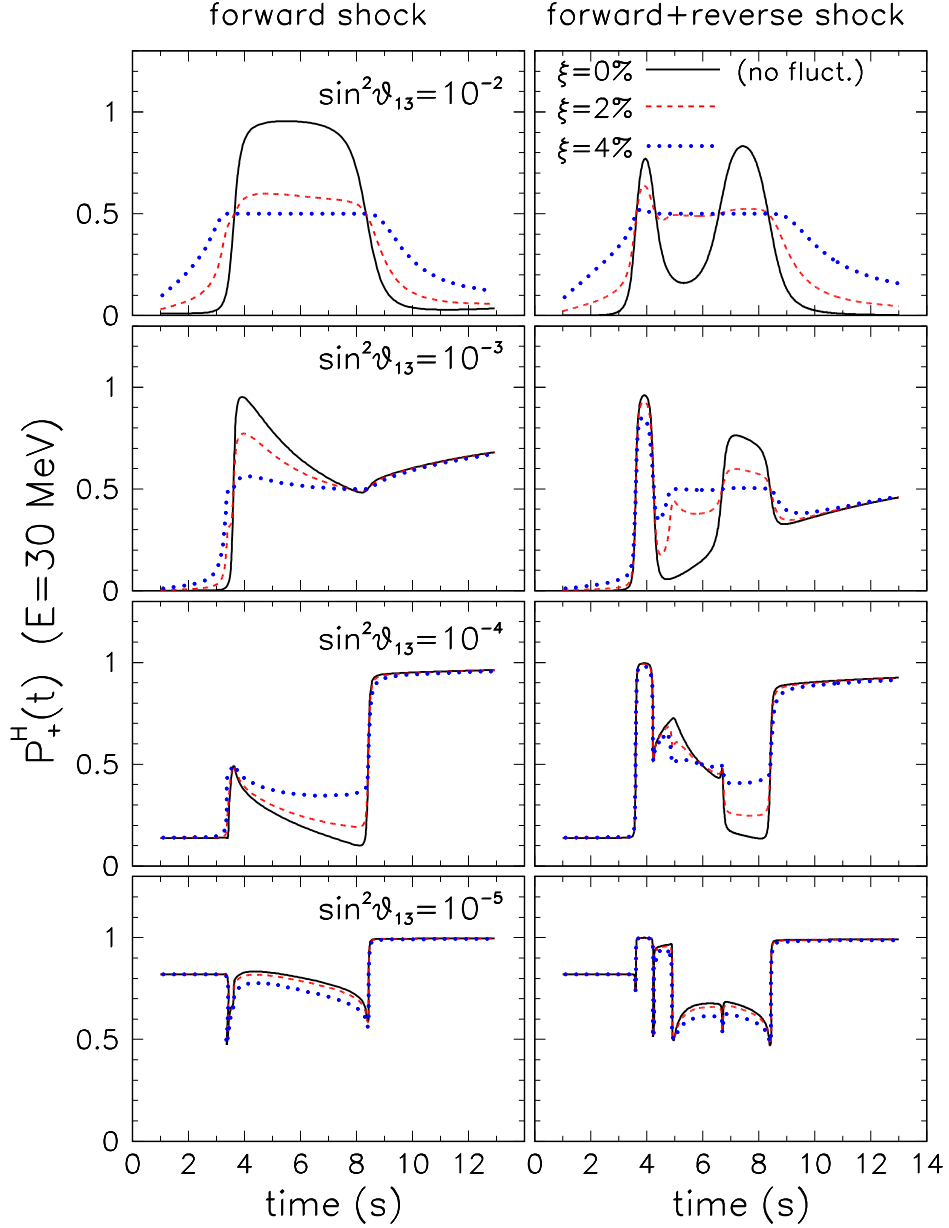 forward shock
forward+reverse shock
sin²ϑ₁₃=10⁻²
ξ=0% (no fluct.)
ξ=2%
ξ=4%
1
0.5
0
sin²ϑ₁₃=10⁻³
1
0.5
0
sin²ϑ₁₃=10⁻⁴
1
0.5
0
sin²ϑ₁₃=10⁻⁵
1
0.5
0
P₊ᴴ(t) (E=30 MeV)
0 2 4 6 8 10 12
0 2 4 6 8 10 12 14
time (s)
time (s)